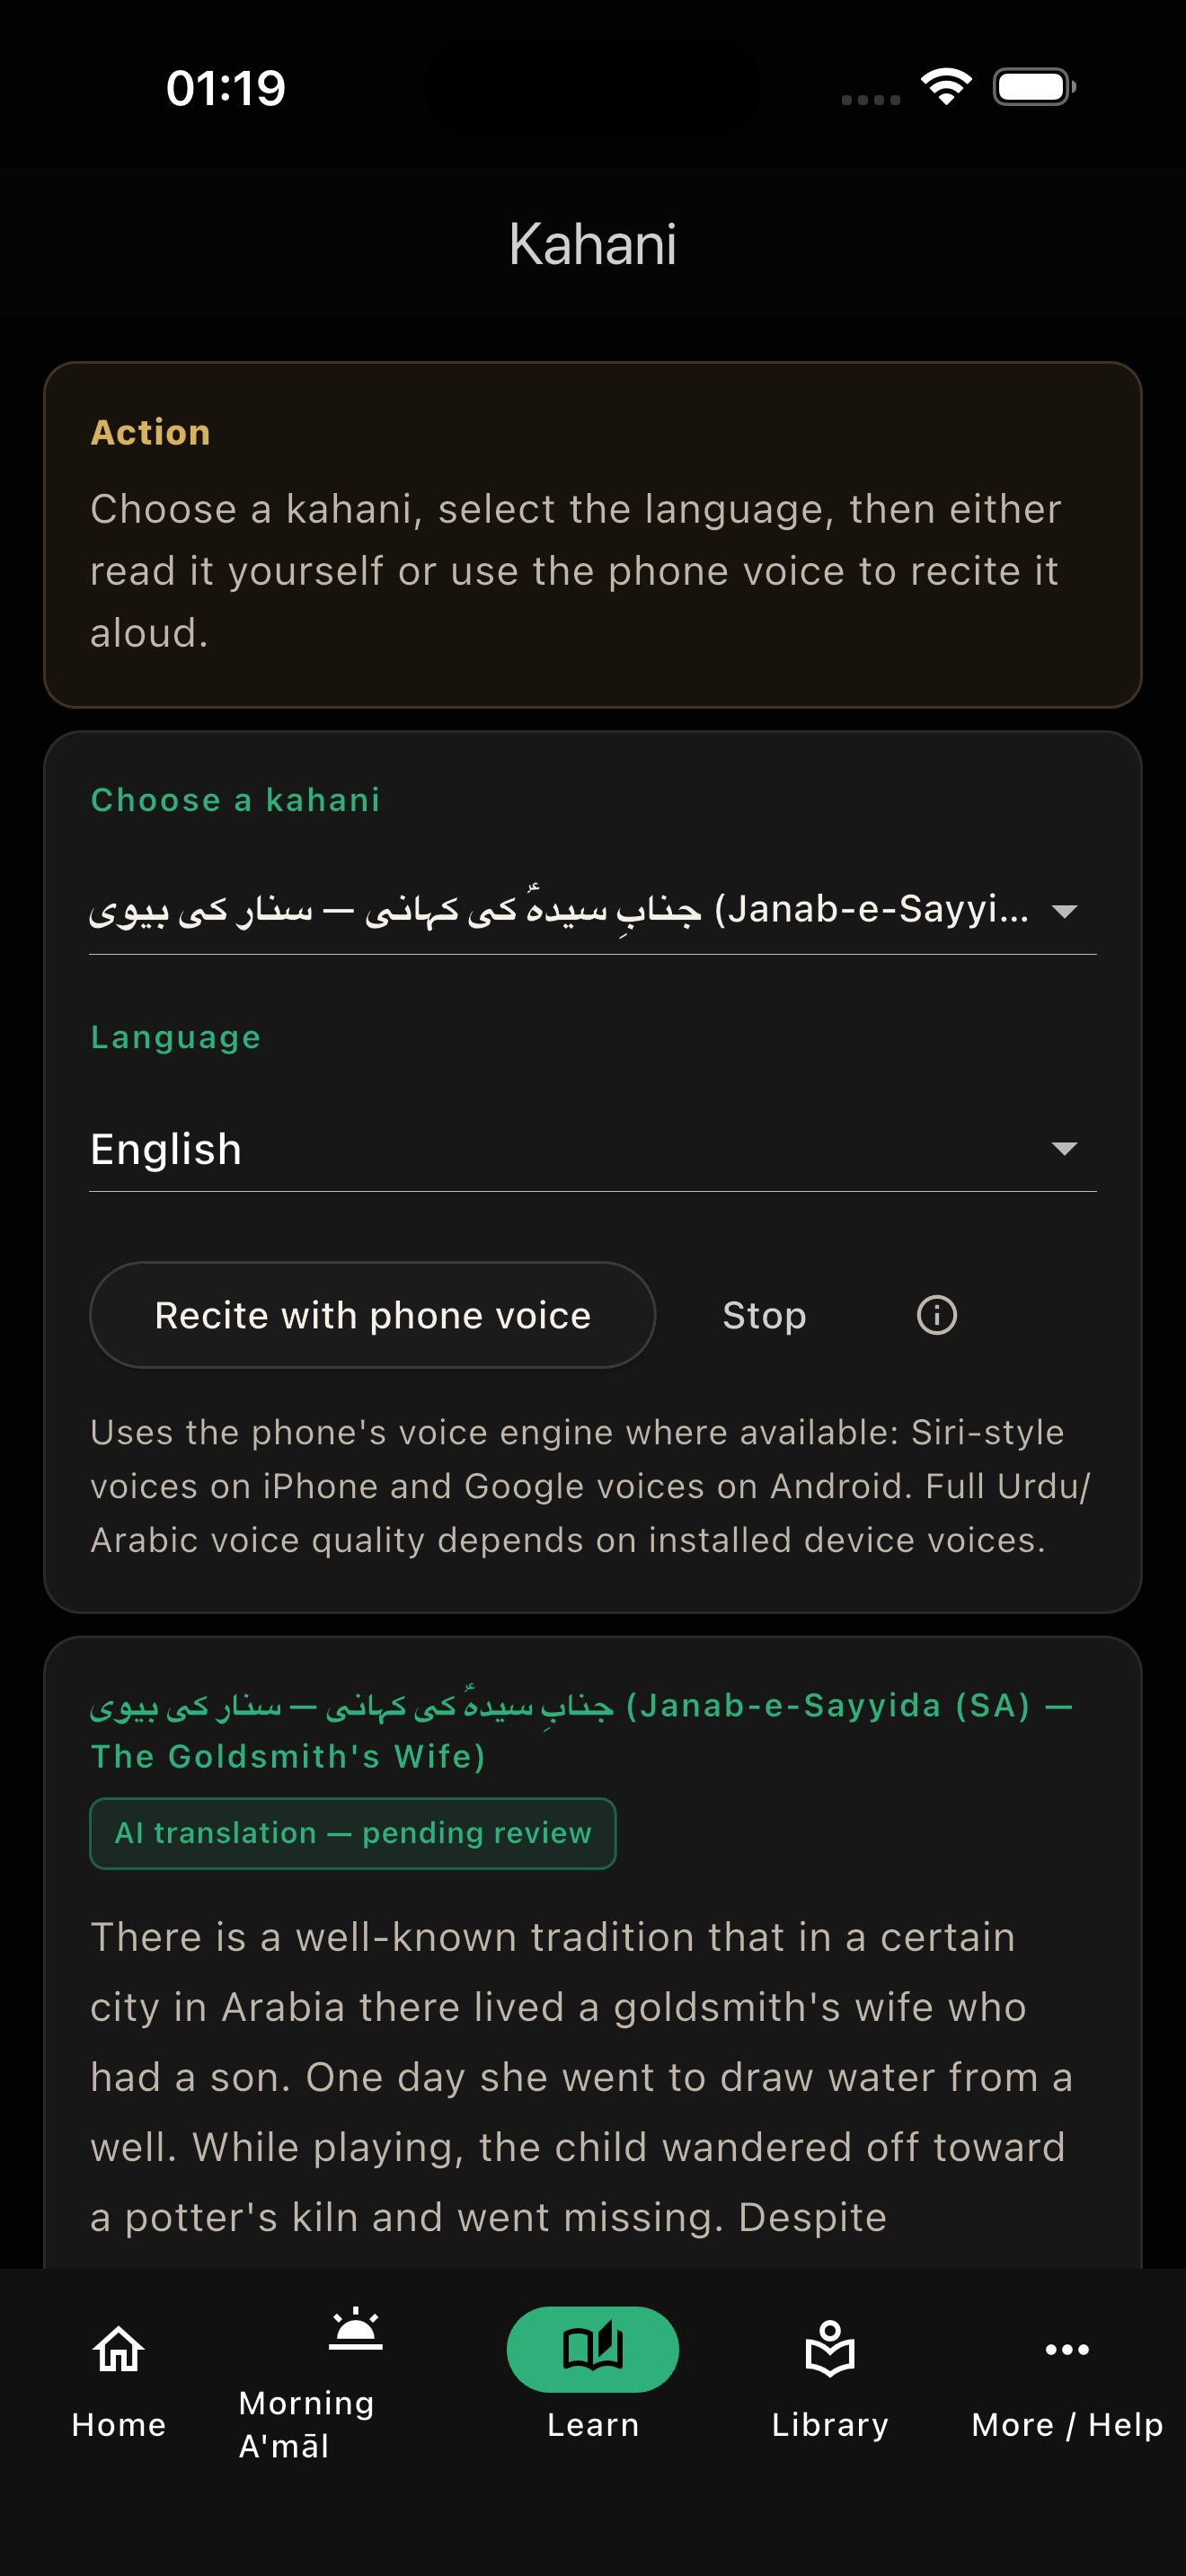 01:19
Kahani
Action
Choose a kahani, select the language, then either
read it yourself or use the phone voice to recite it
aloud.
Choose a kahani
جنابِ سیدہؑ کی کہانی — سنار کی بیوی (Janab-e-Sayyi...
Language
English
Recite with phone voice
Stop
Uses the phone's voice engine where available: Siri-style
voices on iPhone and Google voices on Android. Full Urdu/
Arabic voice quality depends on installed device voices.
جنابِ سیدہؑ کی کہانی — سنار کی بیوی (Janab-e-Sayyida (SA) —
The Goldsmith's Wife)
AI translation — pending review
There is a well-known tradition that in a certain
city in Arabia there lived a goldsmith's wife who
had a son. One day she went to draw water from a
well. While playing, the child wandered off toward
a potter's kiln and went missing. Despite
Home
Morning
A'māl
Learn
Library
More / Help